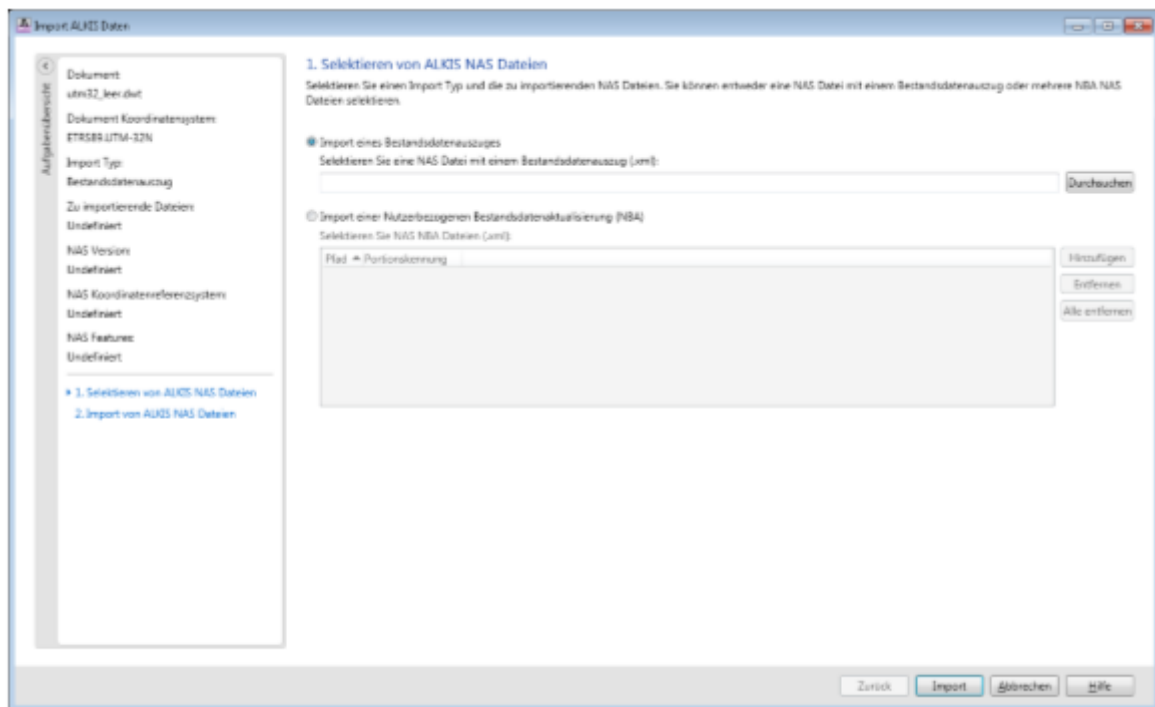 Import ALKIS Daten
Aufgabenübersicht
Dokument:
utm32_leer.dwt
Dokument Koordinatensystem:
ETRS89.UTM-32N
Import Typ:
Bestandsdatenauszug
Zu importierende Dateien:
Undefiniert
NAS Version:
Undefiniert
NAS Koordinatenreferenzsystem:
Undefiniert
NAS Features:
Undefiniert
1. Selektieren von ALKIS NAS Dateien
2. Import von ALKIS NAS Dateien
1. Selektieren von ALKIS NAS Dateien
Selektieren Sie einen Import Typ und die zu importierenden NAS Dateien. Sie können entweder eine NAS Datei mit einem Bestandsdatenauszug oder mehrere NBA NAS
Dateien selektieren.
Import eines Bestandsdatenauszuges
Selektieren Sie eine NAS Datei mit einem Bestandsdatenauszug (.xml):
Durchsuchen
Import einer Nutzerbezogenen Bestandsdatenaktualisierung (NBA)
Selektieren Sie NAS NBA Dateien (.xml):
Pfad Portionskennung
Hinzufügen
Entfernen
Alle entfernen
Zurück Import Abbrechen Hilfe